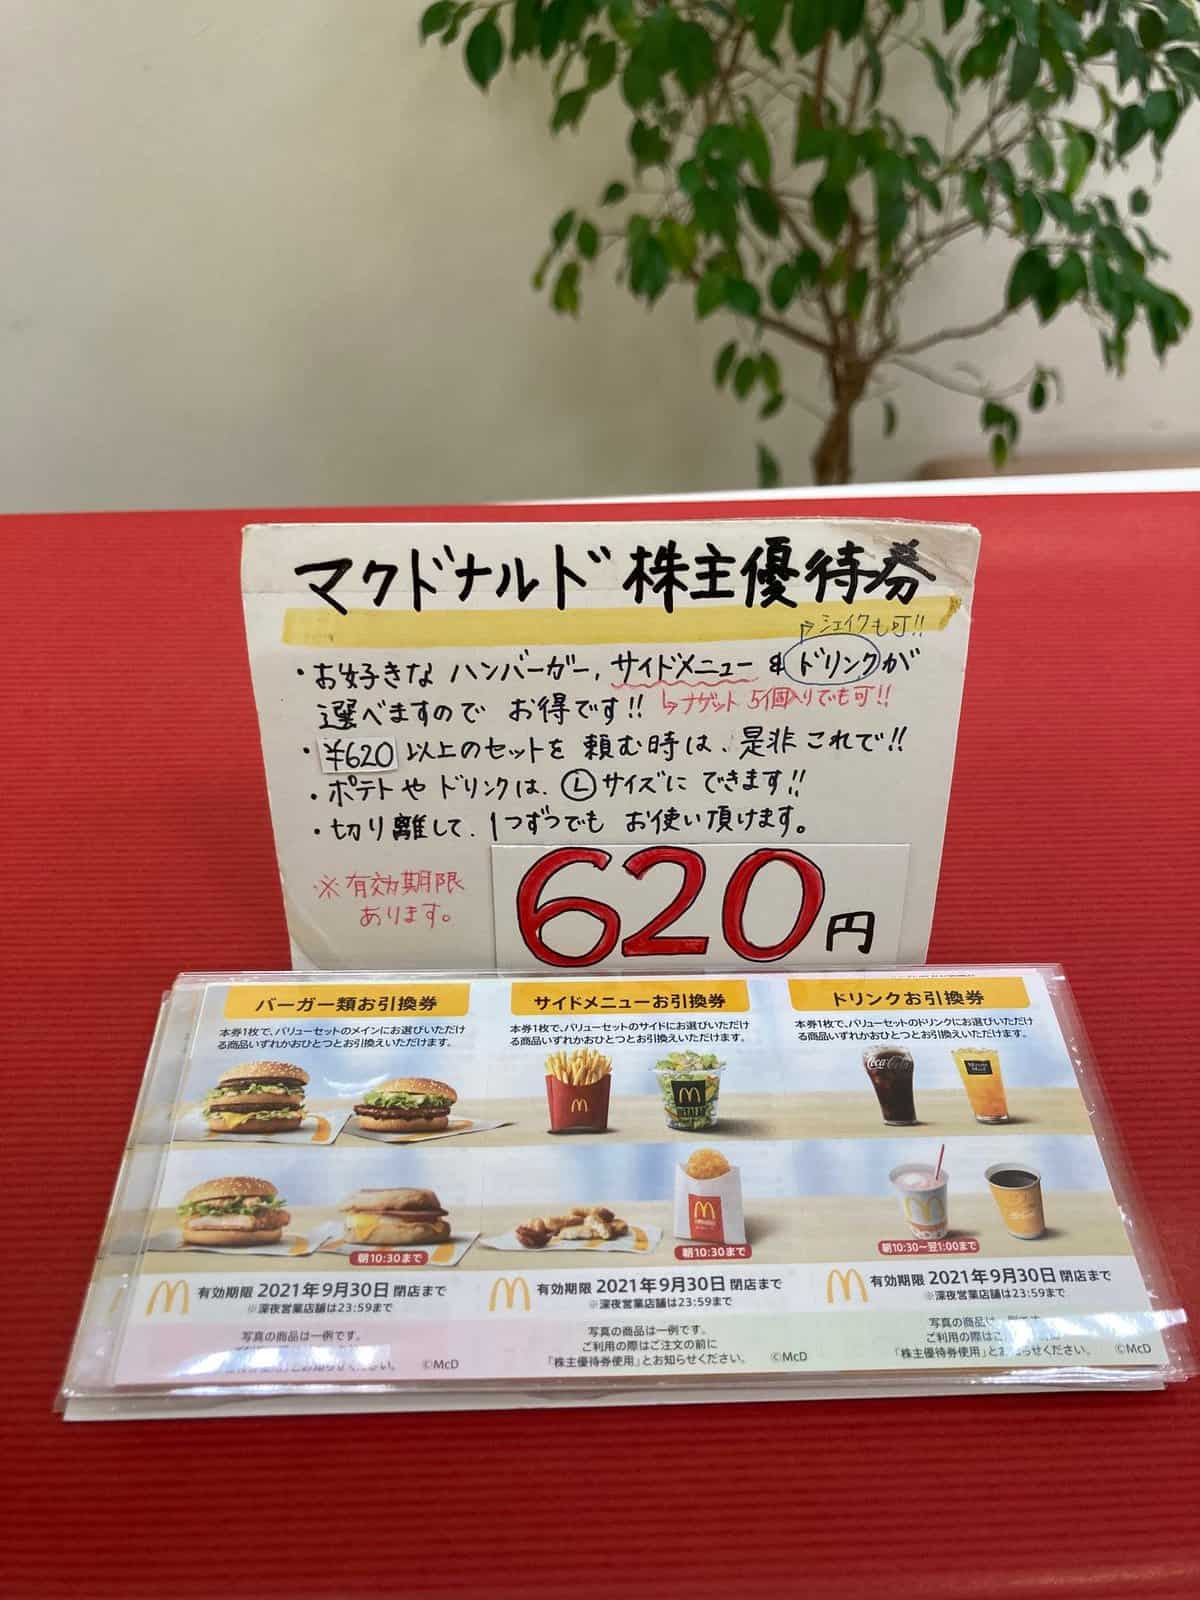 マクドナルド 株主優待券
→シェイクも可!!
・お好きな ハンバーガー, サイドメニュー & ドリンクが
選べますので お得です!! ↳ナゲット 5個入りでも可!!
・¥620 以上のセットを 頼む時は、是非 これで!!
・ポテトや ドリンクは、Ⓛサイズに できます!!
・切り離して、1つずつでも お使い頂けます。
※有効期限
あります。
620円
バーガー類お引換券
本券1枚で、バリューセットのメインにお選びいただけ
る商品いずれかおひとつとお引換えいただけます。
朝10:30まで
有効期限 2021年9月30日 閉店まで
※深夜営業店舗は23:59まで
写真の商品は一例です。
とお知らせください。 ©McD
サイドメニューお引換券
本券1枚で、バリューセットのサイドにお選びいただけ
る商品いずれかおひとつとお引換えいただけます。
朝10:30まで
有効期限 2021年9月30日 閉店まで
※深夜営業店舗は23:59まで
写真の商品は一例です。
ご利用の際はご注文の前に
「株主優待券使用」とお知らせください。 ©McD
ドリンクお引換券
本券1枚で、バリューセットのドリンクにお選びいただけ
る商品いずれかおひとつとお引換えいただけます。
Coca-Cola
朝10:30~翌1:00まで
有効期限 2021年9月30日 閉店まで
※深夜営業店舗は23:59まで
写真の商品は一例です。
ご利用の際はご
「株主優待券使用」とお知らせください。 ©McD